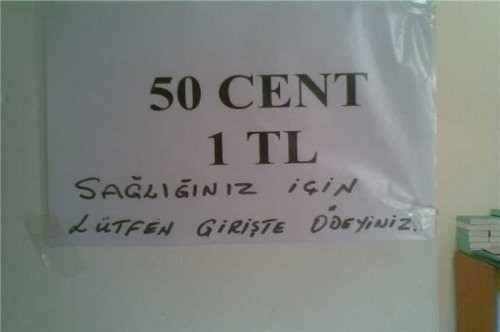 50 CENT
1 TL
SAĞLIĞINIZ İÇİN
LÜTFEN GİRİŞTE ÖDEYİNİZ.